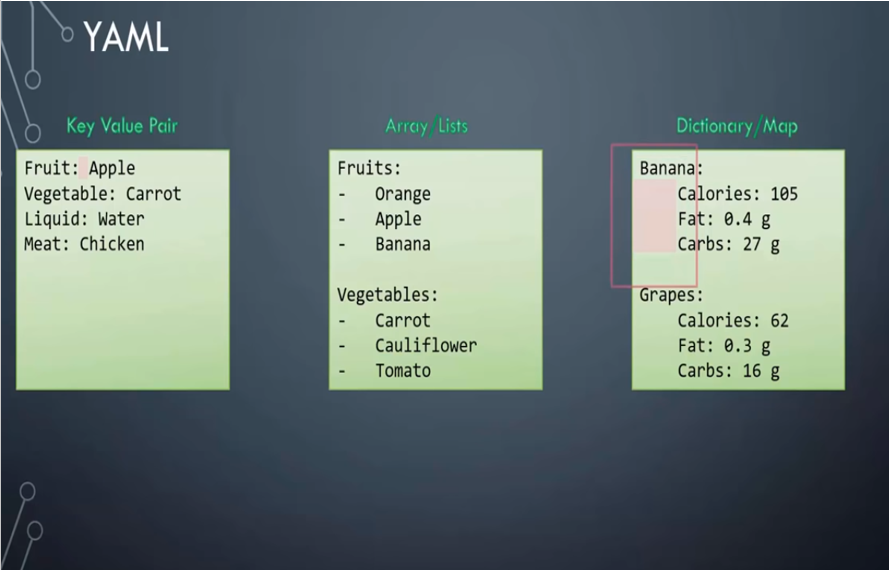 YAML
Key Value Pair
Fruit: Apple
Vegetable: Carrot
Liquid: Water
Meat: Chicken
Array/Lists
Fruits:
- Orange
- Apple
- Banana
Vegetables:
- Carrot
- Cauliflower
- Tomato
Dictionary/Map
Banana:
Calories: 105
Fat: 0.4 g
Carbs: 27 g
Grapes:
Calories: 62
Fat: 0.3 g
Carbs: 16 g